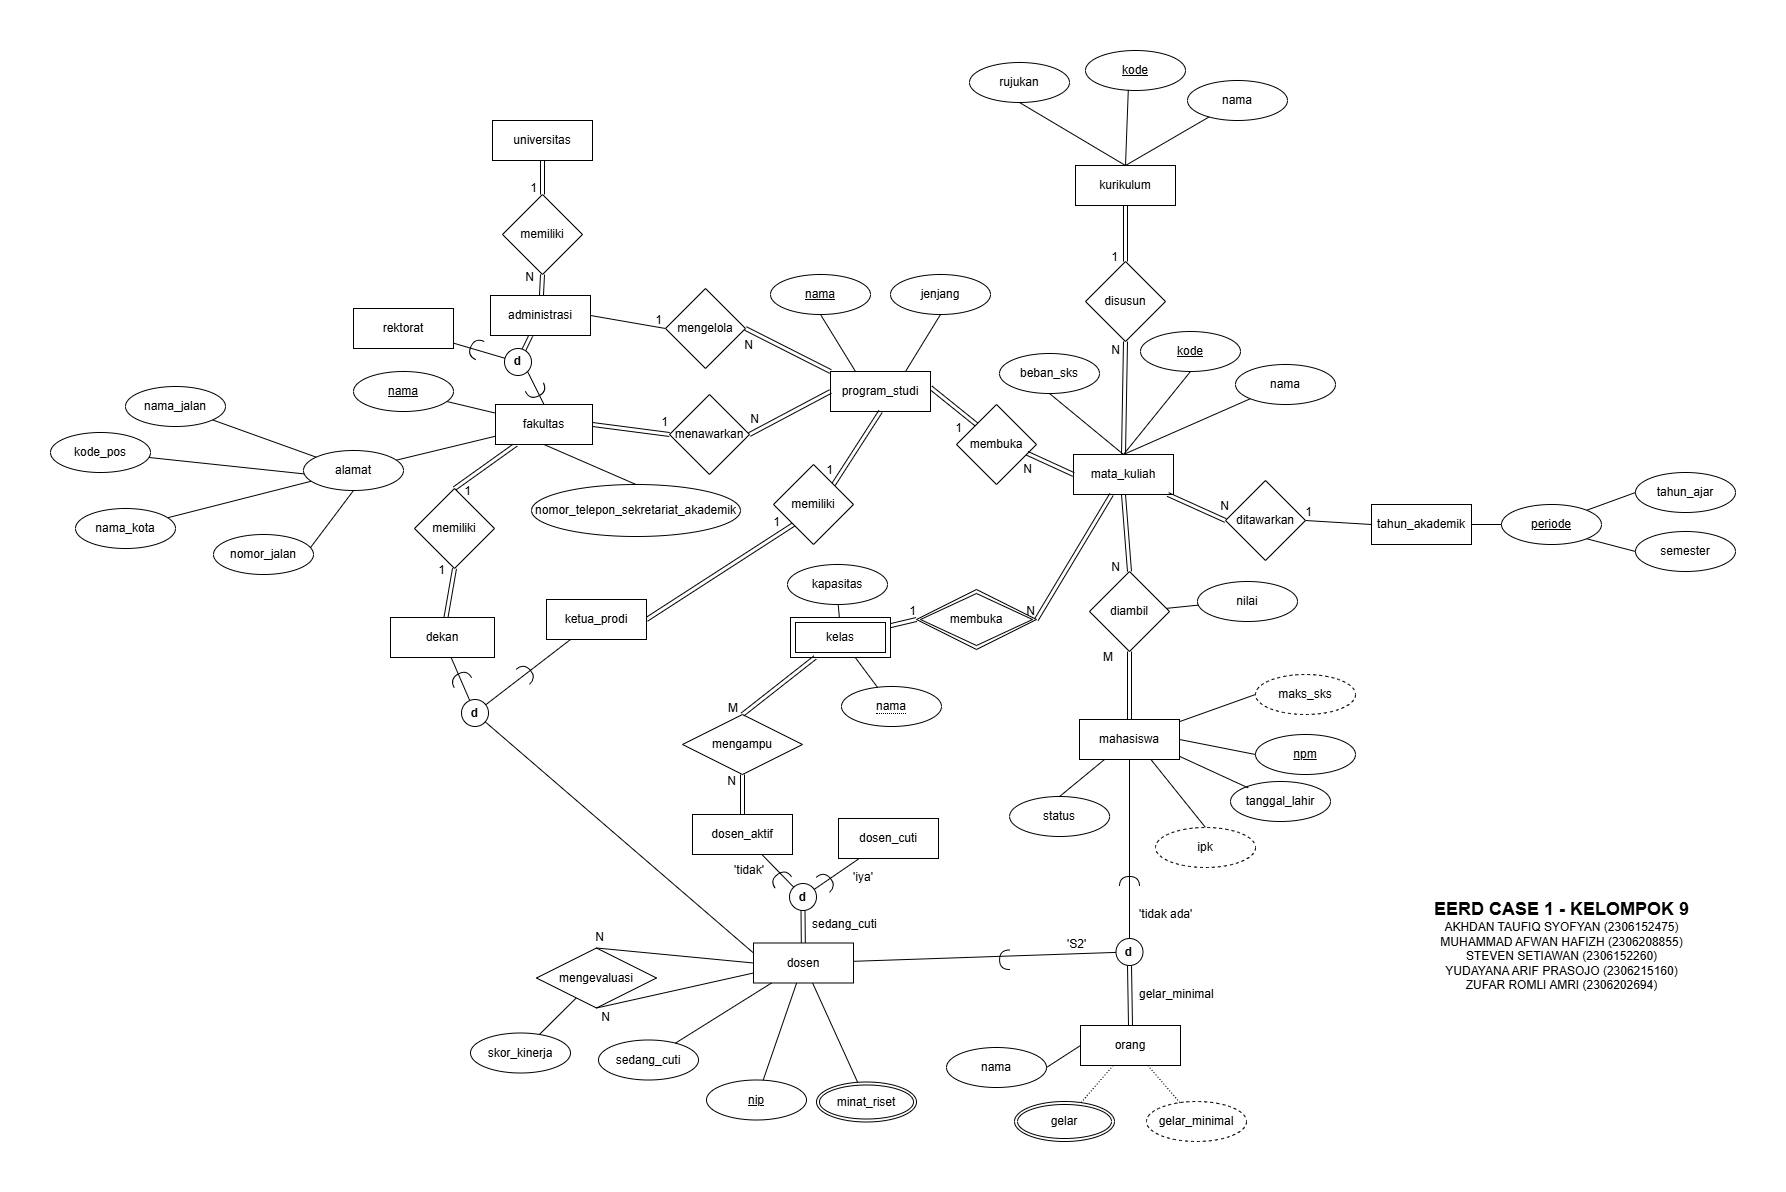 kode
rujukan
nama
universitas
kurikulum
1
memiliki
N
1
disusun
N
nama
jenjang
administrasi
rektorat
d
1
mengelola
N
program_studi
kode
beban_sks
nama
nama
nama_jalan
fakultas
1
menawarkan
N
1
membuka
N
mata_kuliah
kode_pos
alamat
nama_kota
nomor_jalan
nomor_telepon_sekretariat_akademik
1
memiliki
1
1
memiliki
1
N
ditawarkan
1
tahun_akademik
periode
tahun_ajar
semester
dekan
ketua_prodi
d
kapasitas
kelas
nama
1
membuka
N
N
diambil
M
nilai
M
mengampu
N
maks_sks
mahasiswa
npm
tanggal_lahir
status
ipk
dosen_aktif
dosen_cuti
'tidak'
'iya'
d
sedang_cuti
'tidak ada'
'S2'
d
gelar_minimal
dosen
N
mengevaluasi
N
skor_kinerja
sedang_cuti
nip
minat_riset
orang
nama
gelar
gelar_minimal
EERD CASE 1 - KELOMPOK 9
AKHDAN TAUFIQ SYOFYAN (2306152475)
MUHAMMAD AFWAN HAFIZH (2306208855)
STEVEN SETIAWAN (2306152260)
YUDAYANA ARIF PRASOJO (2306215160)
ZUFAR ROMLI AMRI (2306202694)